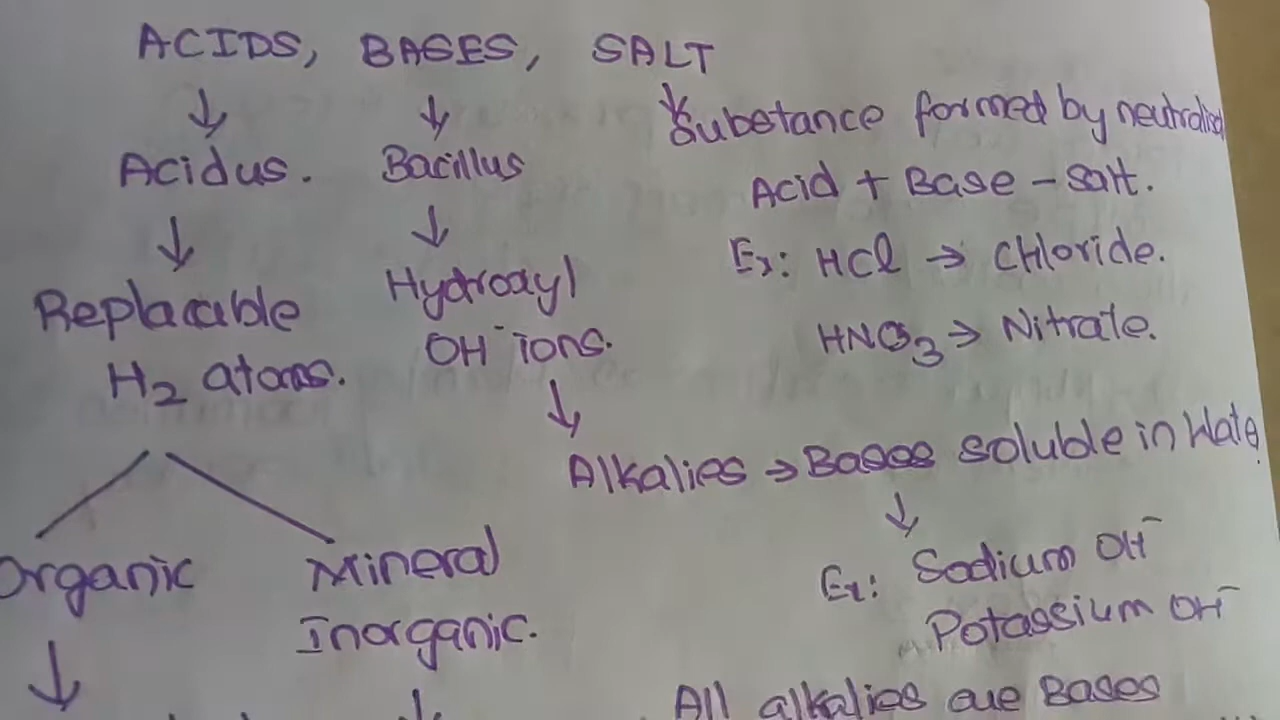 ACIDS, BASES, SALT
↓ ↓ ↓
Acidus. Bacillus
Substance formed by
Acid + Base - Salt.
Ex: HCl → CHloride.
HNO3 → Nitrate.
↓ ↓
Replacable
H2 atoms.
Hydroxyl
OH⁻ ions.
↓
Alkalies → Bases soluble in Wate
↓
Ex: Sodium OH⁻
Potassium OH⁻
Organic Mineral
Inorganic.
↓ ↓
All alkalies are Bases